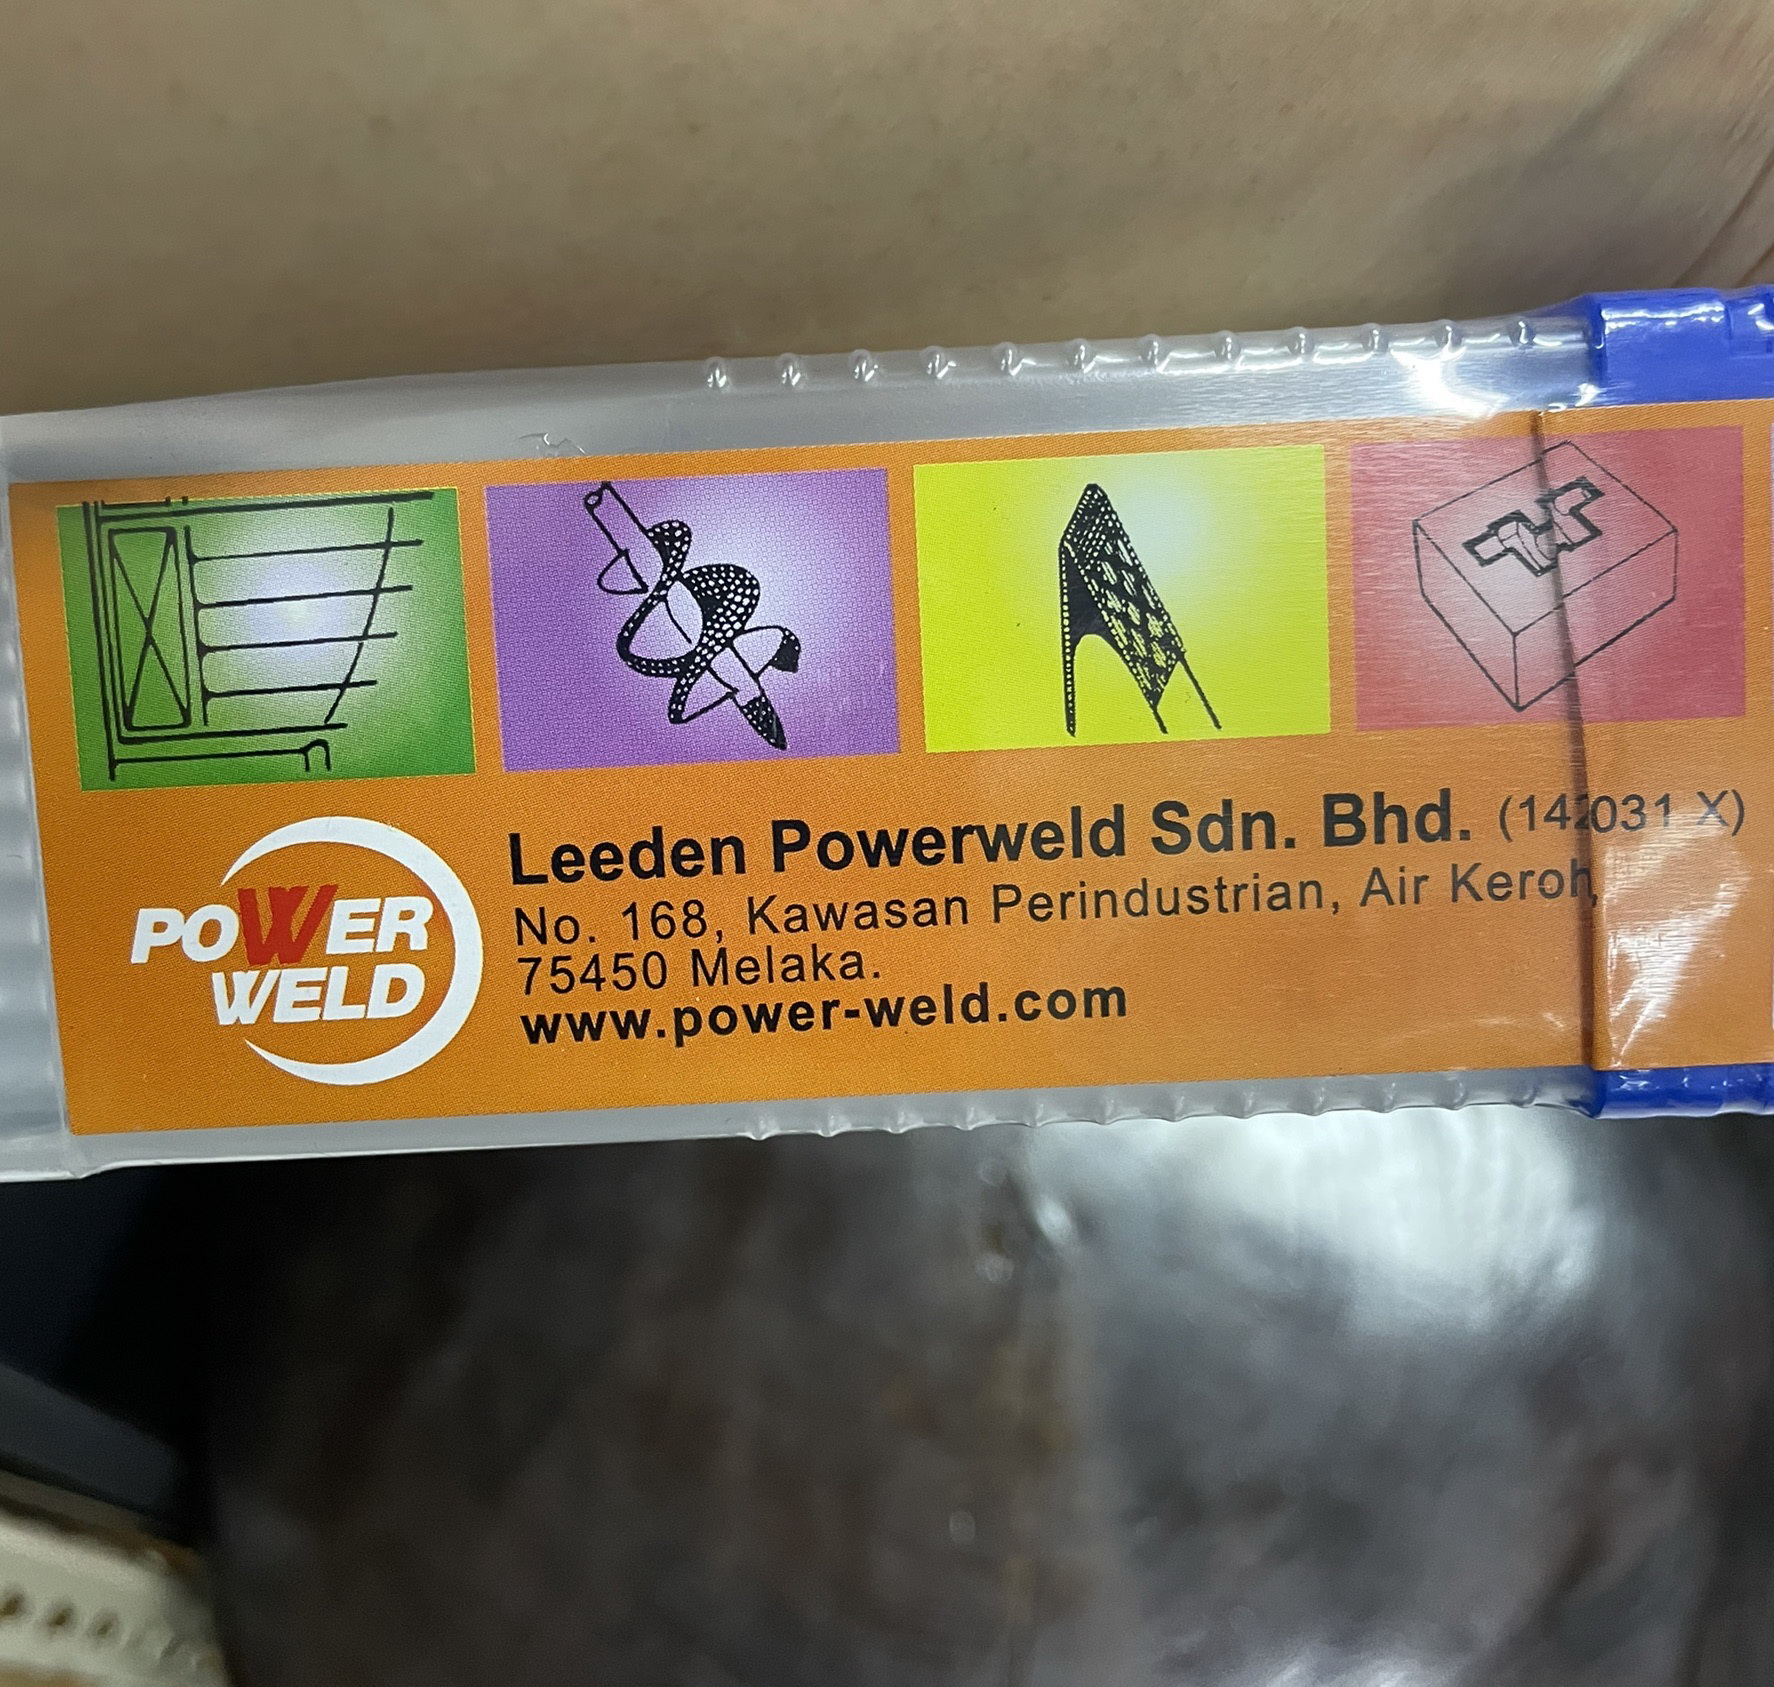 POWER
WELD
Leeden Powerweld Sdn. Bhd. (142031 X)
No. 168, Kawasan Perindustrian, Air Keroh,
75450 Melaka.
www.power-weld.com